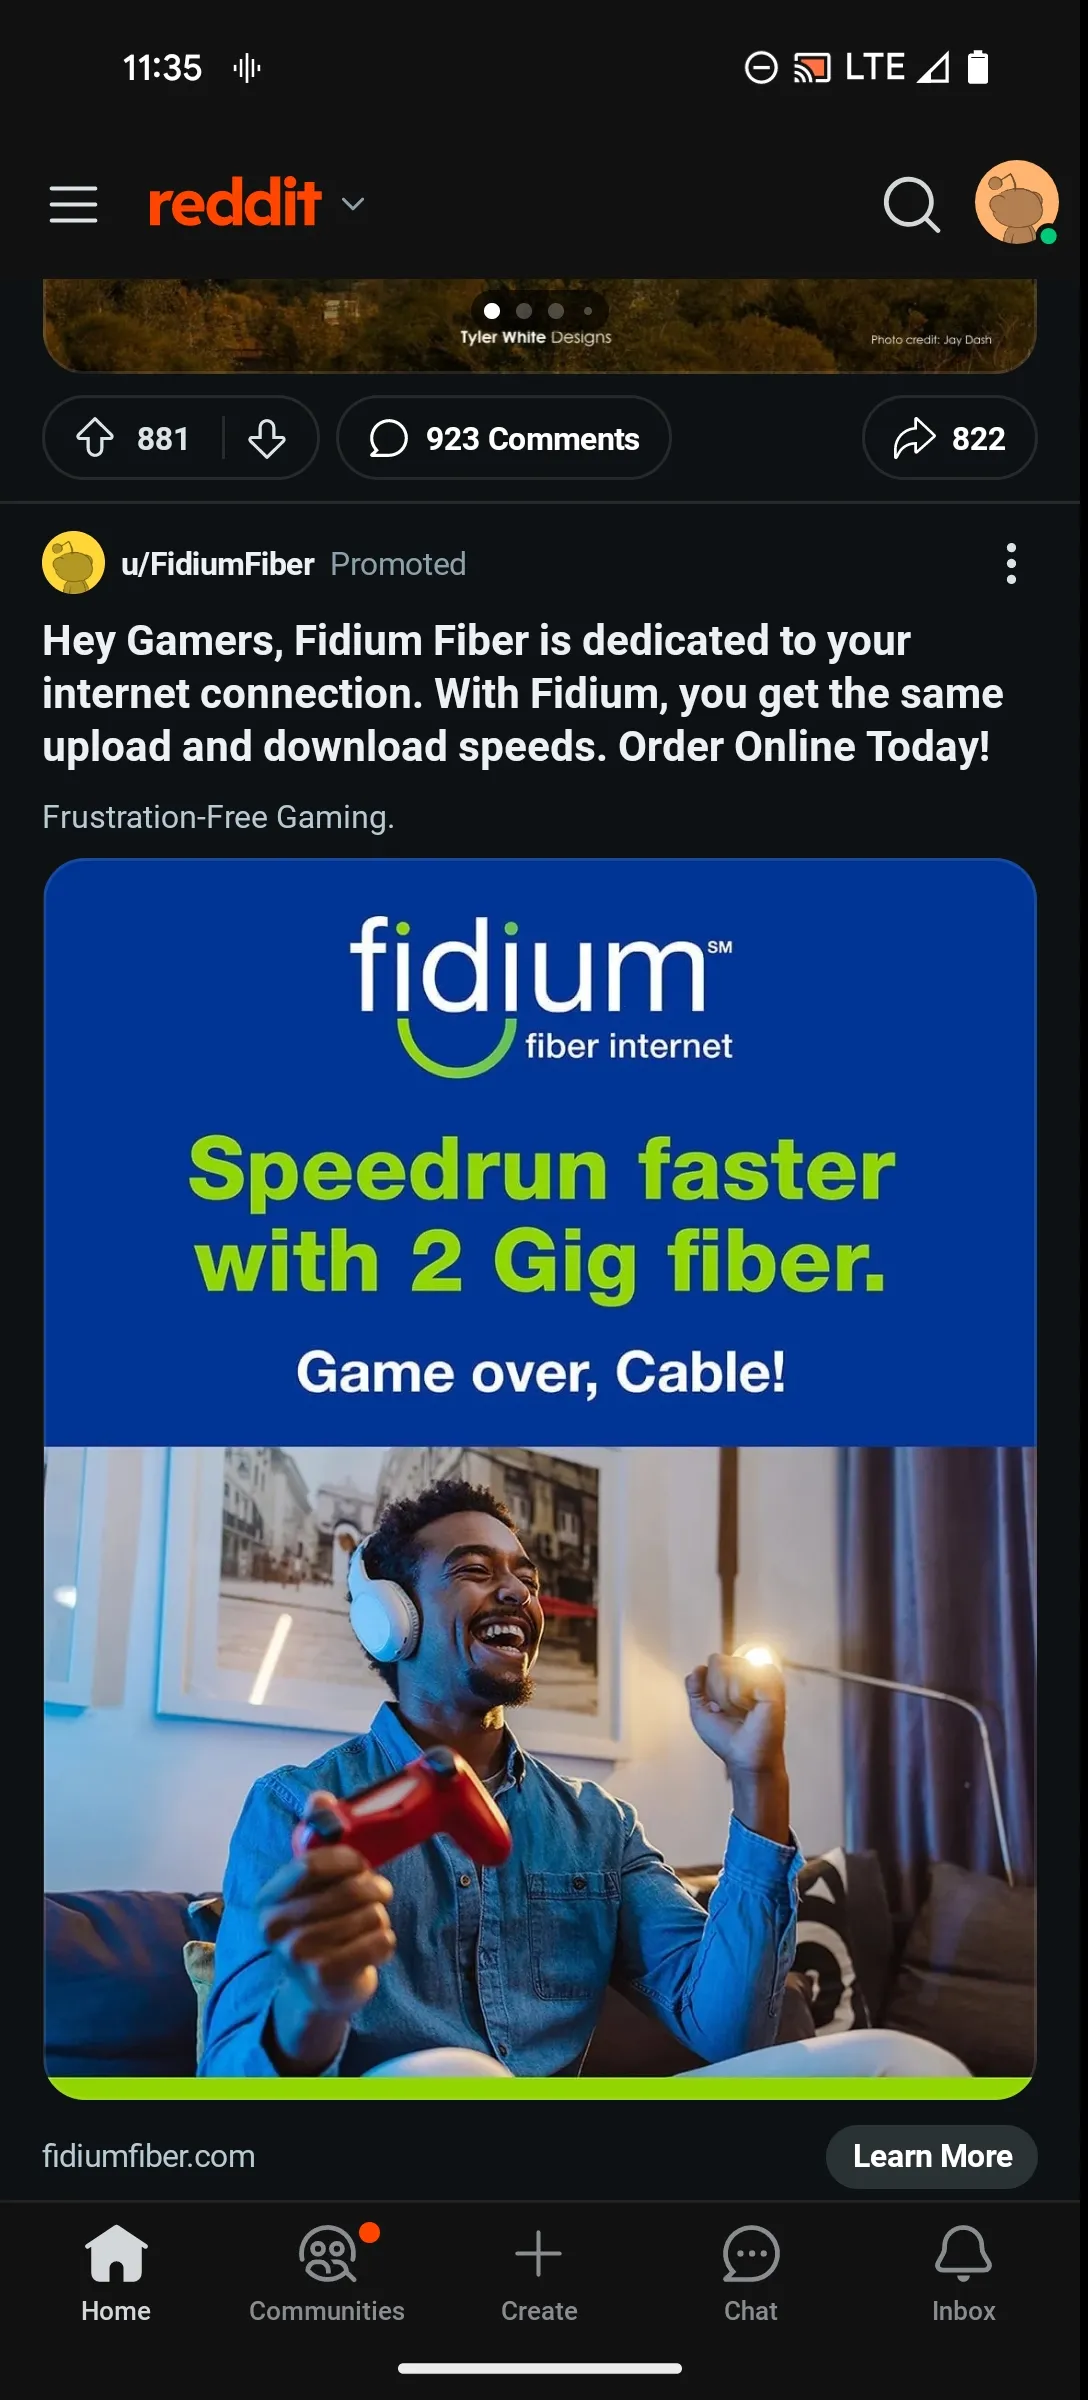 11:35
LTE
reddit
Tyler White Designs
Photo credit: Jay Dash
881
923 Comments
822
u/FidiumFiber Promoted
Hey Gamers, Fidium Fiber is dedicated to your
internet connection. With Fidium, you get the same
upload and download speeds. Order Online Today!
Frustration-Free Gaming.
fidium SM
fiber internet
Speedrun faster
with 2 Gig fiber.
Game over, Cable!
fidiumfiber.com
Learn More
Home
Communities
Create
Chat
Inbox